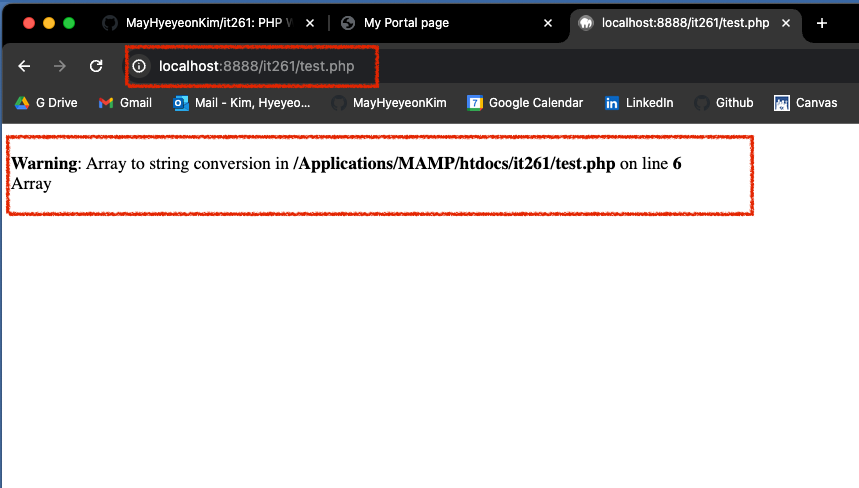 MayHyeyeonKim/it261: PHP W
My Portal page
localhost:8888/it261/test.php
localhost:8888/it261/test.php
G Drive
Gmail
Mail - Kim, Hyeyeo...
MayHyeyeonKim
7
Google Calendar
LinkedIn
Github
Canvas
Warning: Array to string conversion in /Applications/MAMP/htdocs/it261/test.php on line 6
Array